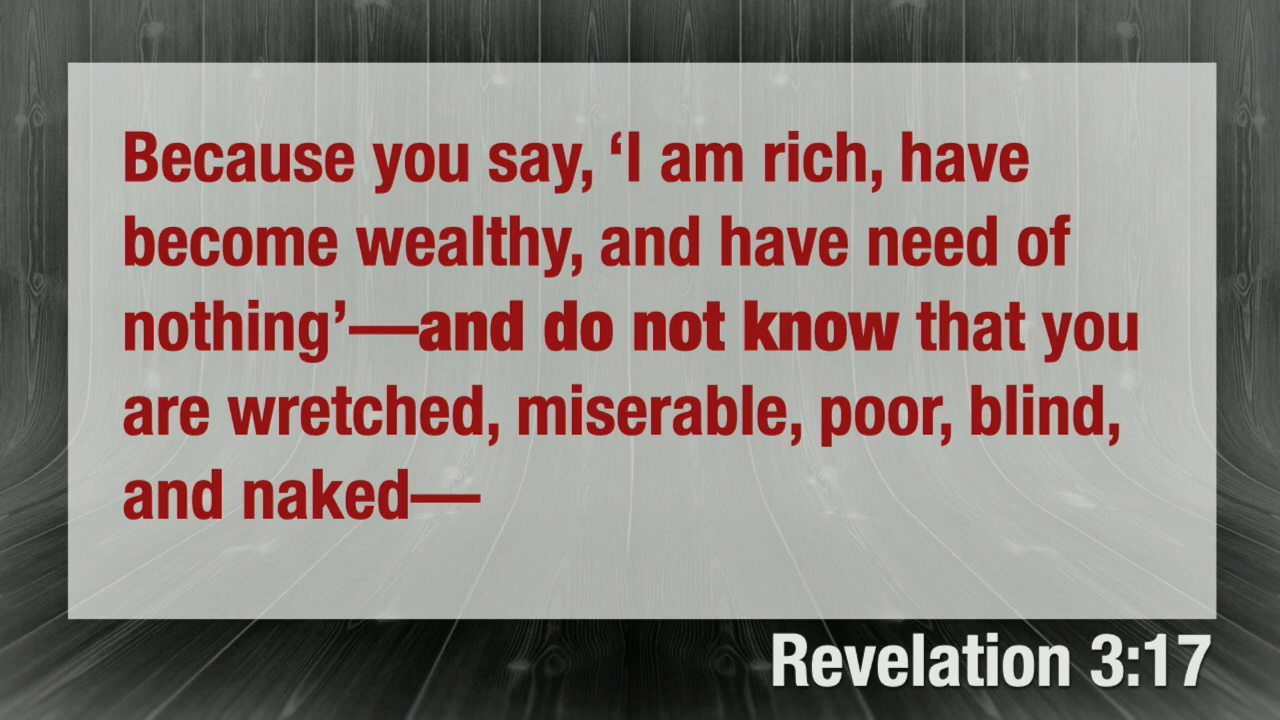 Because you say, ‘I am rich, have
become wealthy, and have need of
nothing’—and do not know that you
are wretched, miserable, poor, blind,
and naked—
Revelation 3:17